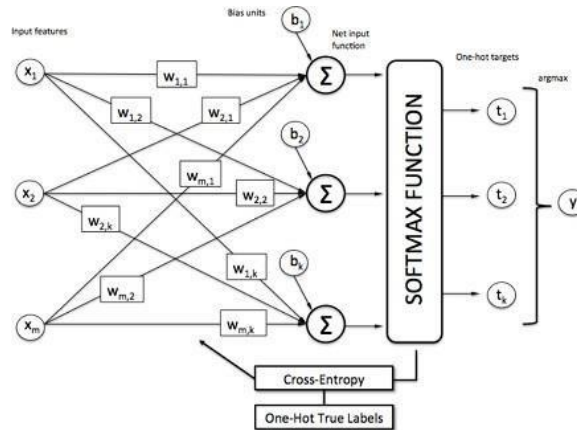 Input features
Bias units
b1
Net input
function
One-hot targets
argmax
x1
w1,1
Σ
w1,2
w2,1
t1
b2
wm,1
x2
w2,2
Σ
SOFTMAX FUNCTION
t2
y
w2,k
bk
w1,k
wm,2
tk
xm
wm,k
Σ
Cross-Entropy
One-Hot True Labels